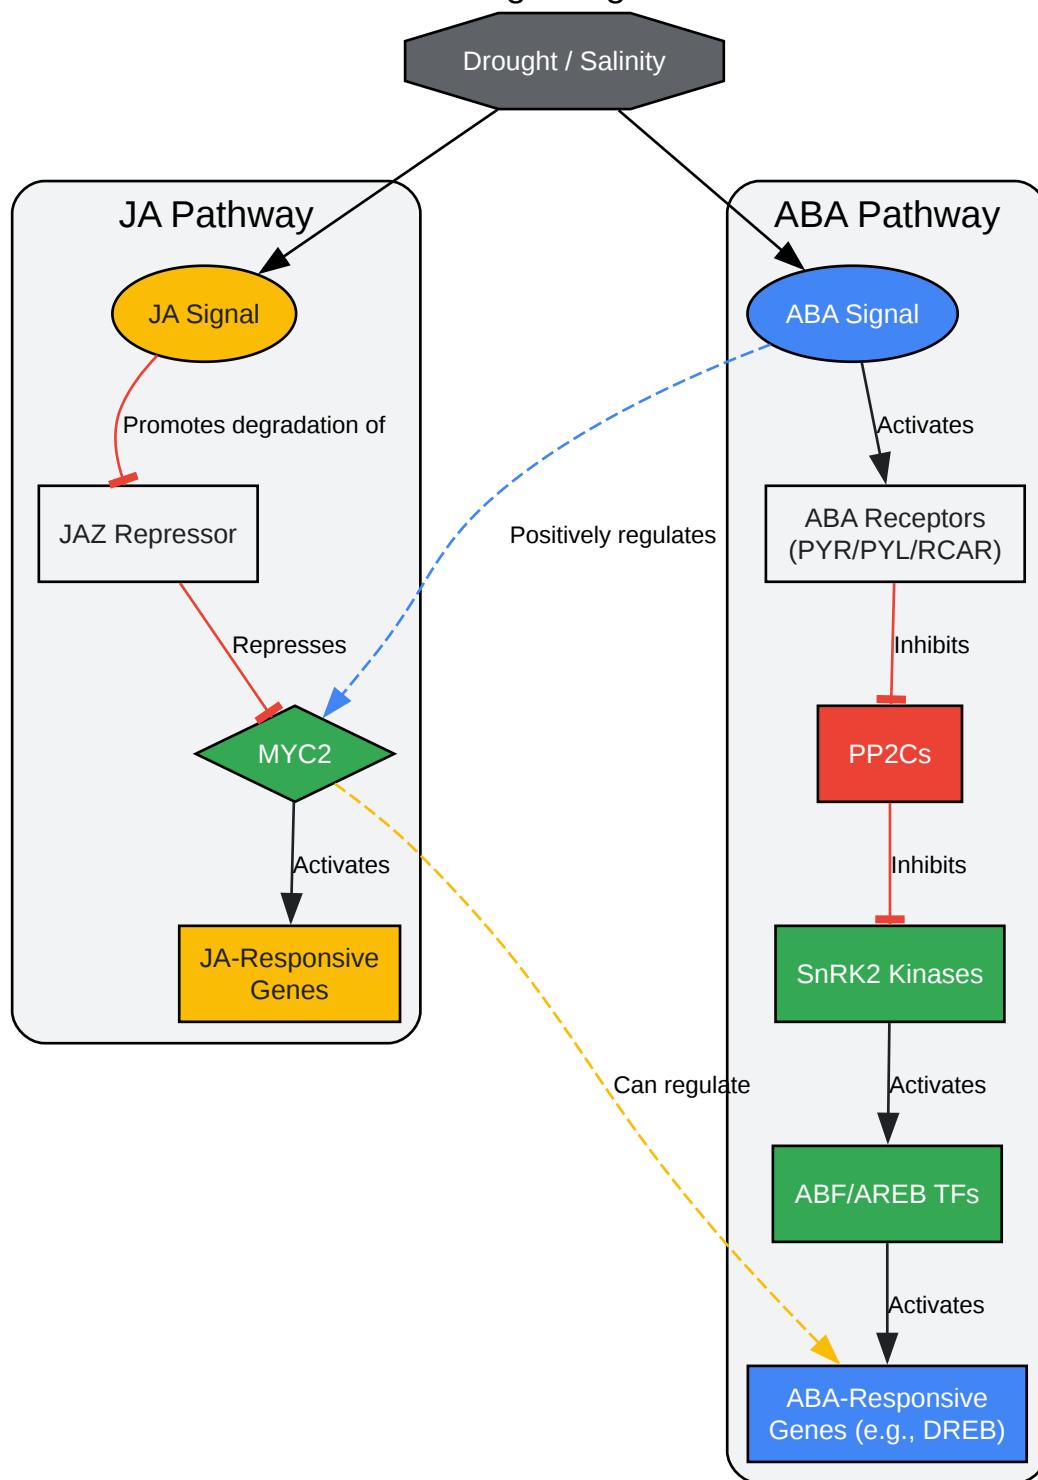 Drought / Salinity
JA Pathway
ABA Pathway
JA Signal
ABA Signal
Promotes degradation of
Activates
JAZ Repressor
Positively regulates
ABA Receptors
(PYR/PYL/RCAR)
Represses
Inhibits
MYC2
PP2Cs
Activates
Inhibits
JA-Responsive
Genes
SnRK2 Kinases
Can regulate
Activates
ABF/AREB TFs
Activates
ABA-Responsive
Genes (e.g., DREB)